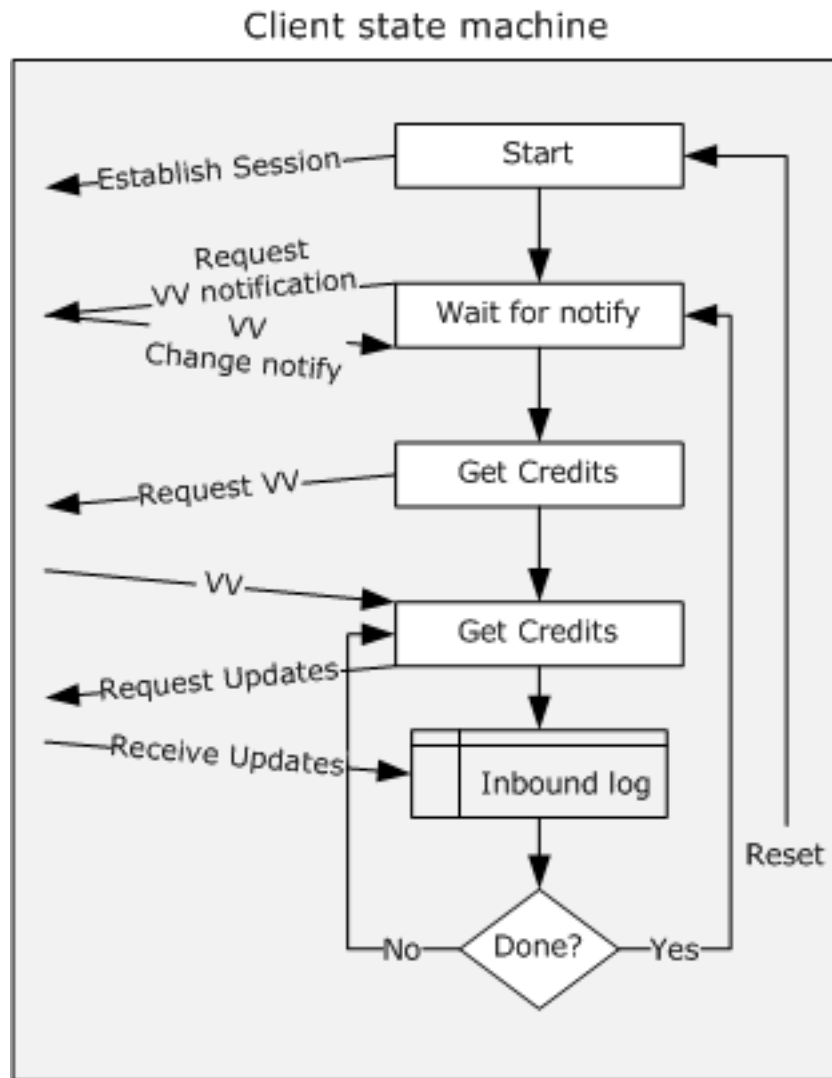 Client state machine
Start
Establish Session
Request
VV notification
Wait for notify
VV
Change notify
Get Credits
Request VV
VV
Get Credits
Request Updates
Receive Updates
Inbound log
Reset
No
Done?
Yes